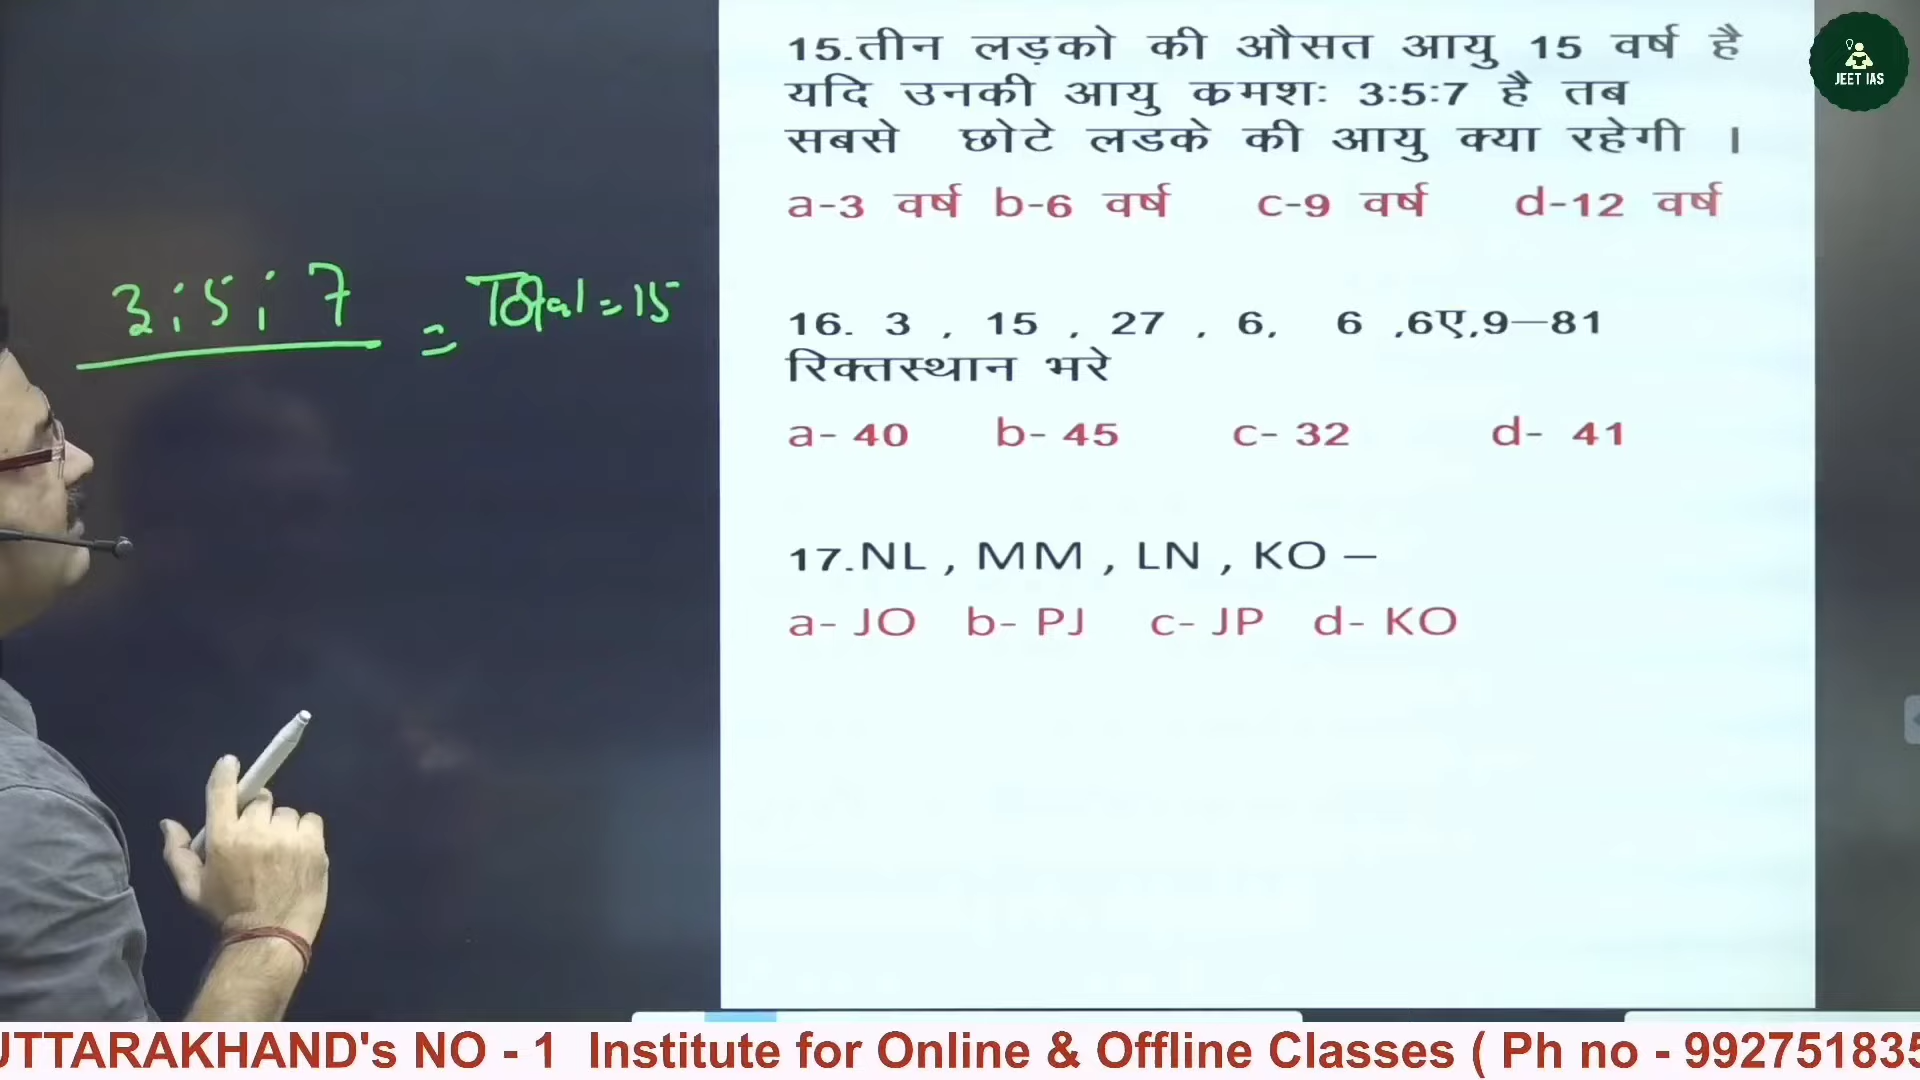 15.तीन लड़को की औसत आयु 15 वर्ष है
यदि उनकी आयु कमशः 3:5:7 है तब
सबसे छोटे लडके की आयु क्या रहेगी ।
a-3 वर्ष b-6 वर्ष c-9 वर्ष d-12 वर्ष
3:5:7 = Total = 15
16. 3 , 15 , 27 , 6, 6 ,6ए,9—81
रिक्तस्थान भरे
a- 40 b- 45 c- 32 d- 41
17.NL , MM , LN , KO —
a- JO b- PJ c- JP d- KO
JEET IAS
UTTARAKHAND's NO - 1 Institute for Online & Offline Classes ( Ph no - 992751835